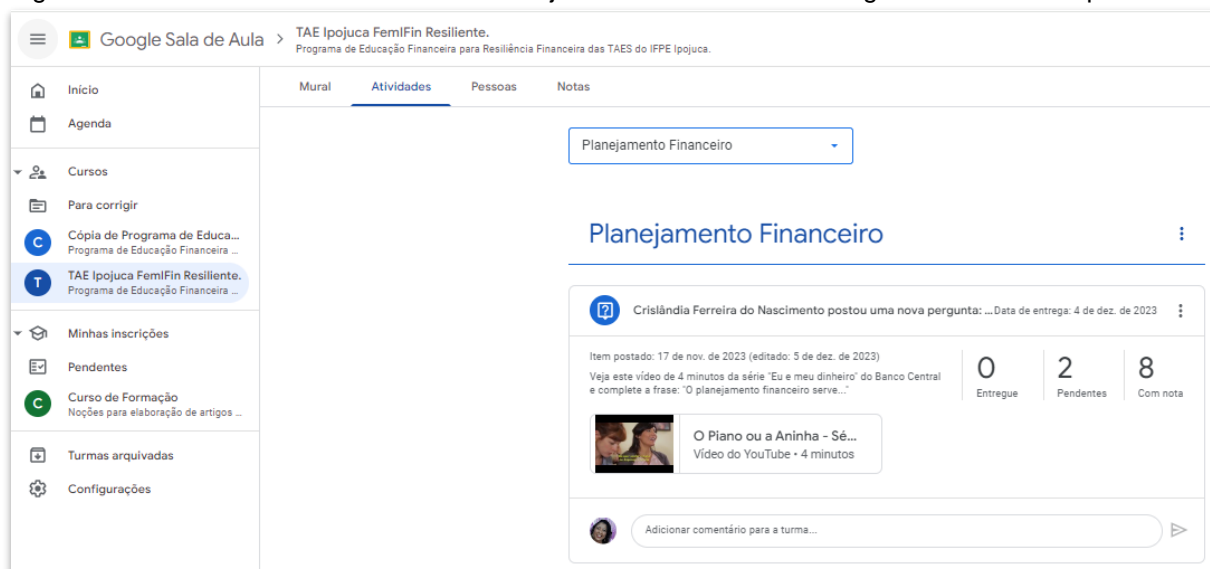 Google Sala de Aula
TAE Ipojuca FemIFin Resiliente.
Programa de Educação Financeira para Resiliência Financeira das TAES do IFPE Ipojuca.
Início
Agenda
Cursos
Para corrigir
C
Cópia de Programa de Educa...
Programa de Educação Financeira ...
T
TAE Ipojuca FemIFin Resiliente.
Programa de Educação Financeira ...
Minhas inscrições
Pendentes
C
Curso de Formação
Noções para elaboração de artigos ...
Turmas arquivadas
Configurações
Mural Atividades Pessoas Notas
Planejamento Financeiro
Planejamento Financeiro
Crislândia Ferreira do Nascimento postou uma nova pergunta: ... Data de entrega: 4 de dez. de 2023
Item postado: 17 de nov. de 2023 (editado: 5 de dez. de 2023)
Veja este vídeo de 4 minutos da série "Eu e meu dinheiro" do Banco Central
e complete a frase: "O planejamento financeiro serve..."
0 2 8
Entregue Pendentes Com nota
O Piano ou a Aninha - Sé...
Vídeo do YouTube • 4 minutos
Adicionar comentário para a turma...